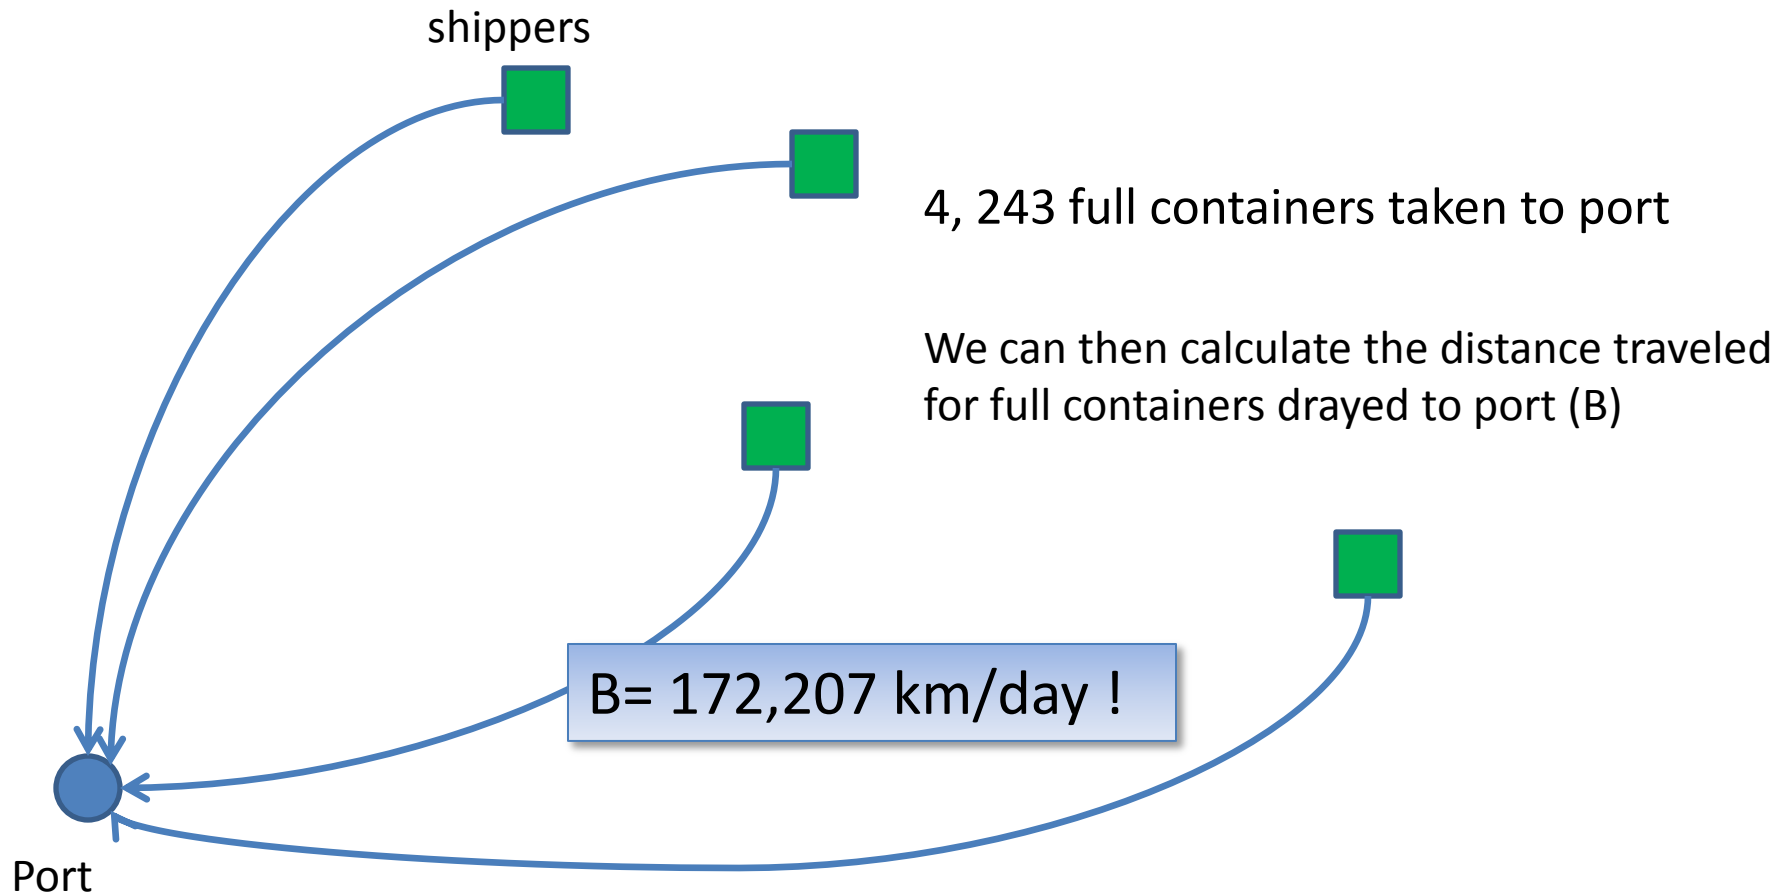 shippers
4, 243 full containers taken to port
We can then calculate the distance traveled
for full containers drayed to port (B)
B= 172,207 km/day !
Port